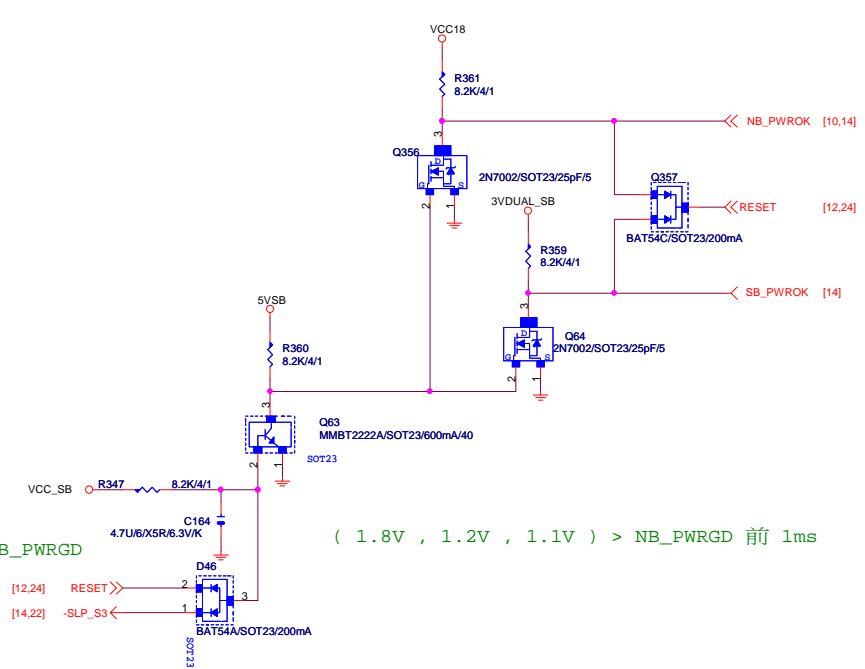 VCC18
R361
8.2K/4/1
NB_PWROK [10,14]
3
Q356
D
G
S
2N7002/SOT23/25pF/5
2
1
Q357
3VDUAL_SB
RESET [12,24]
BAT54C/SOT23/200mA
R359
8.2K/4/1
SB_PWROK [14]
5VSB
3
D
Q64
2N7002/SOT23/25pF/5
G
S
R360
8.2K/4/1
2
1
3
Q63
MMBT2222A/SOT23/600mA/40
SOT23
2
1
VCC_SB
R347
8.2K/4/1
C164
4.7U/6/X5R/6.3V/K
( 1.8V , 1.2V , 1.1V ) > NB_PWRGD 前 1ms
B_PWRGD
D46
[12,24] RESET
2
3
[14,22] -SLP_S3
1
BAT54A/SOT23/200mA
SOT23